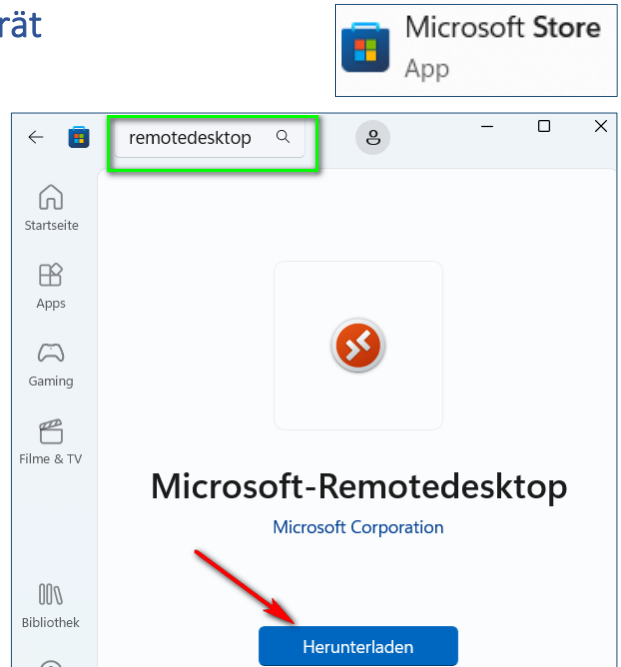 rät
Microsoft Store
App
remotedesktop
Startseite
Apps
Gaming
Filme & TV
Microsoft-Remotedesktop
Microsoft Corporation
Bibliothek
Herunterladen